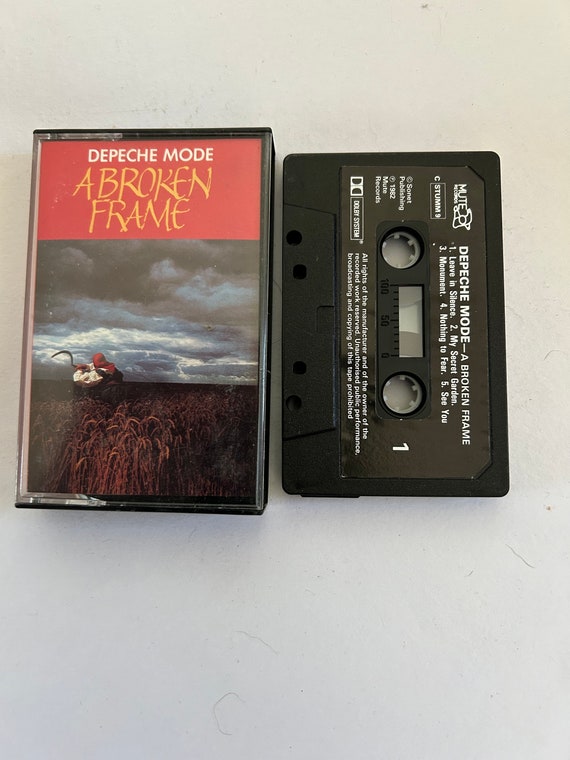 DEPECHE MODE
A BROKEN
FRAME
MUTE
RECORDS
C STUMM 9
DEPECHE MODE—A BROKEN FRAME
1. Leave in Silence. 2. My Secret Garden.
3. Monument. 4. Nothing to Fear. 5. See You
© Sonet
Publishing
℗ 1982
Mute
Records
DOLBY SYSTEM®
100 50 0
All rights of the manufacturer and of the owner of the
recorded work reserved. Unauthorised public performance,
broadcasting and copying of this tape prohibited
1